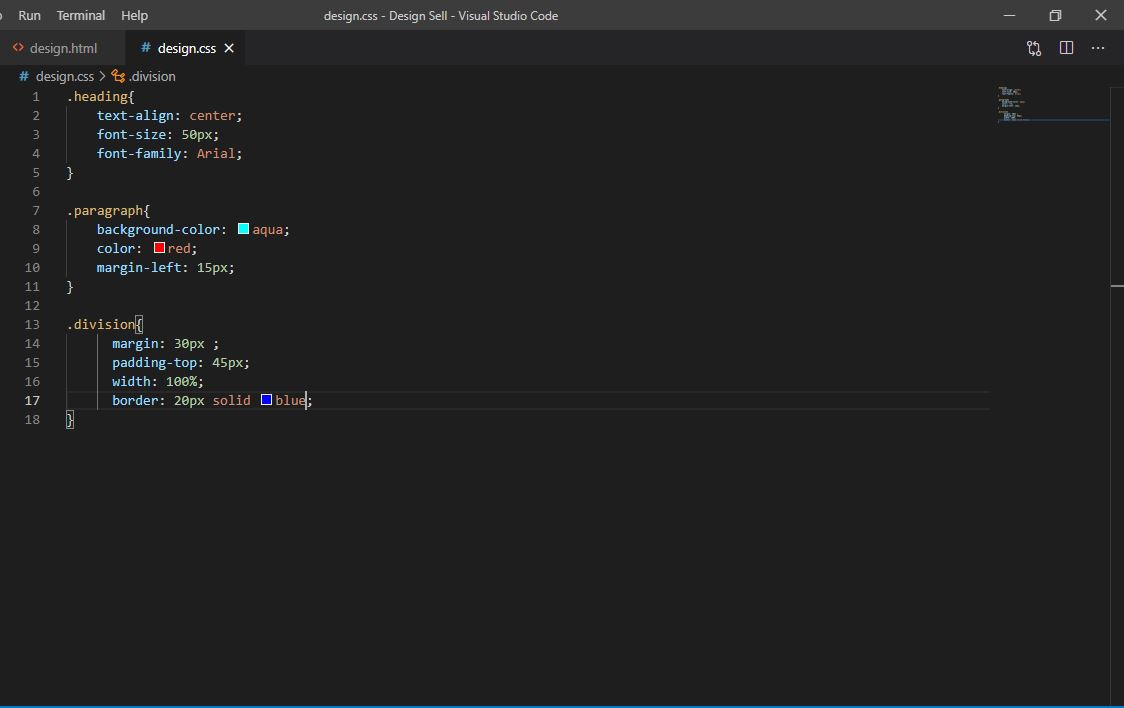 Run Terminal Help design.css - Design Sell - Visual Studio Code
design.html # design.css
# design.css > .division
1 .heading{
2 text-align: center;
3 font-size: 50px;
4 font-family: Arial;
5 }
6
7 .paragraph{
8 background-color: aqua;
9 color: red;
10 margin-left: 15px;
11 }
12
13 .division{
14 margin: 30px ;
15 padding-top: 45px;
16 width: 100%;
17 border: 20px solid blue;
18 }